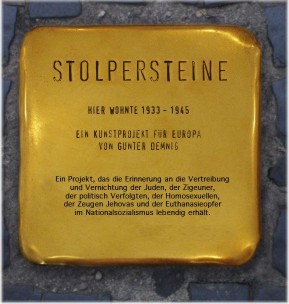 STOLPERSTEINE
HIER WOHNTE 1933 - 1945
EIN KUNSTPROJEKT FÜR EUROPA
VON GUNTER DEMNIG
Ein Projekt, das die Erinnerung an die Vertreibung
und Vernichtung der Juden, der Zigeuner,
der politisch Verfolgten, der Homosexuellen,
der Zeugen Jehovas und der Euthanasieopfer
im Nationalsozialismus lebendig erhält.